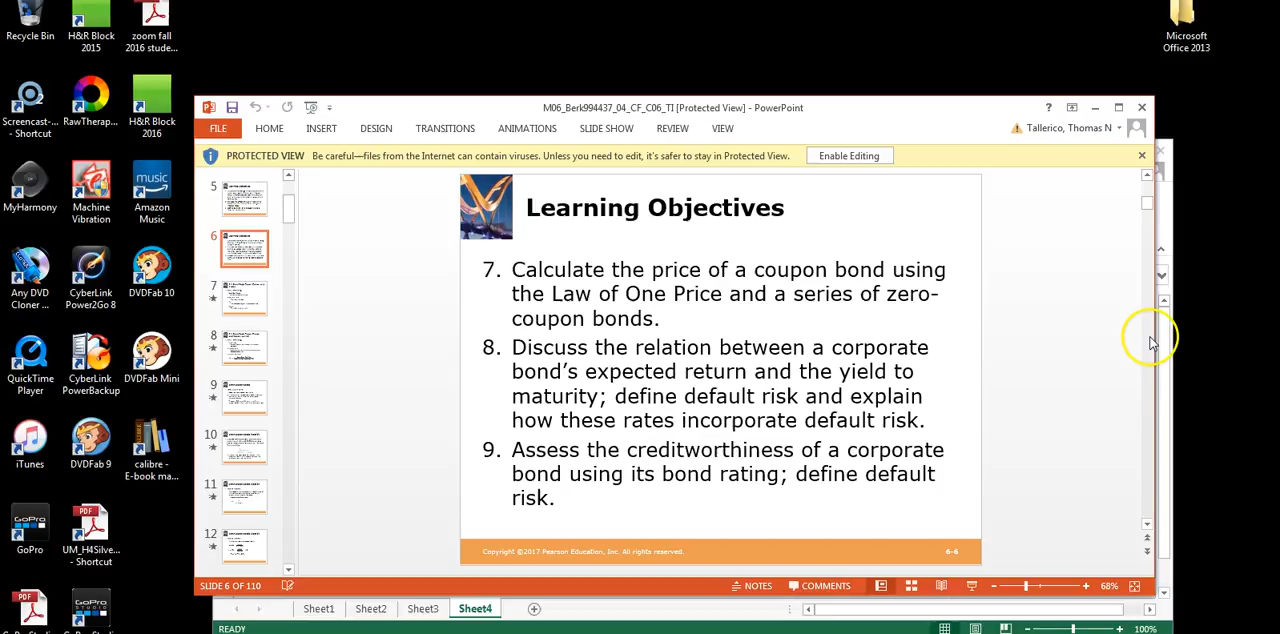 Recycle Bin
H&R Block 2015
zoom fall 2016 stude...
Microsoft Office 2013
Screencast-... - Shortcut
RawTherap...
H&R Block 2016
MyHarmony
Machine Vibration
Amazon Music
Any DVD Cloner ...
CyberLink Power2Go 8
DVDFab 10
QuickTime Player
CyberLink PowerBackup
DVDFab Mini
iTunes
DVDFab 9
calibre - E-book ma...
GoPro
UM_H4Silve... - Shortcut
M06_Berk994437_04_CF_C06_TI [Protected View] - PowerPoint
FILE HOME INSERT DESIGN TRANSITIONS ANIMATIONS SLIDE SHOW REVIEW VIEW Tallerico, Thomas N
PROTECTED VIEW Be careful—files from the Internet can contain viruses. Unless you need to edit, it's safer to stay in Protected View. Enable Editing
5
6
7
8
9
10
11
12
Learning Objectives
7. Calculate the price of a coupon bond using
the Law of One Price and a series of zero-
coupon bonds.
8. Discuss the relation between a corporate
bond's expected return and the yield to
maturity; define default risk and explain
how these rates incorporate default risk.
9. Assess the creditworthiness of a corporate
bond using its bond rating; define default
risk.
Copyright ©2017 Pearson Education, Inc. All rights reserved. 6-6
SLIDE 6 OF 110 NOTES COMMENTS 68%
Sheet1 Sheet2 Sheet3 Sheet4
READY 100%